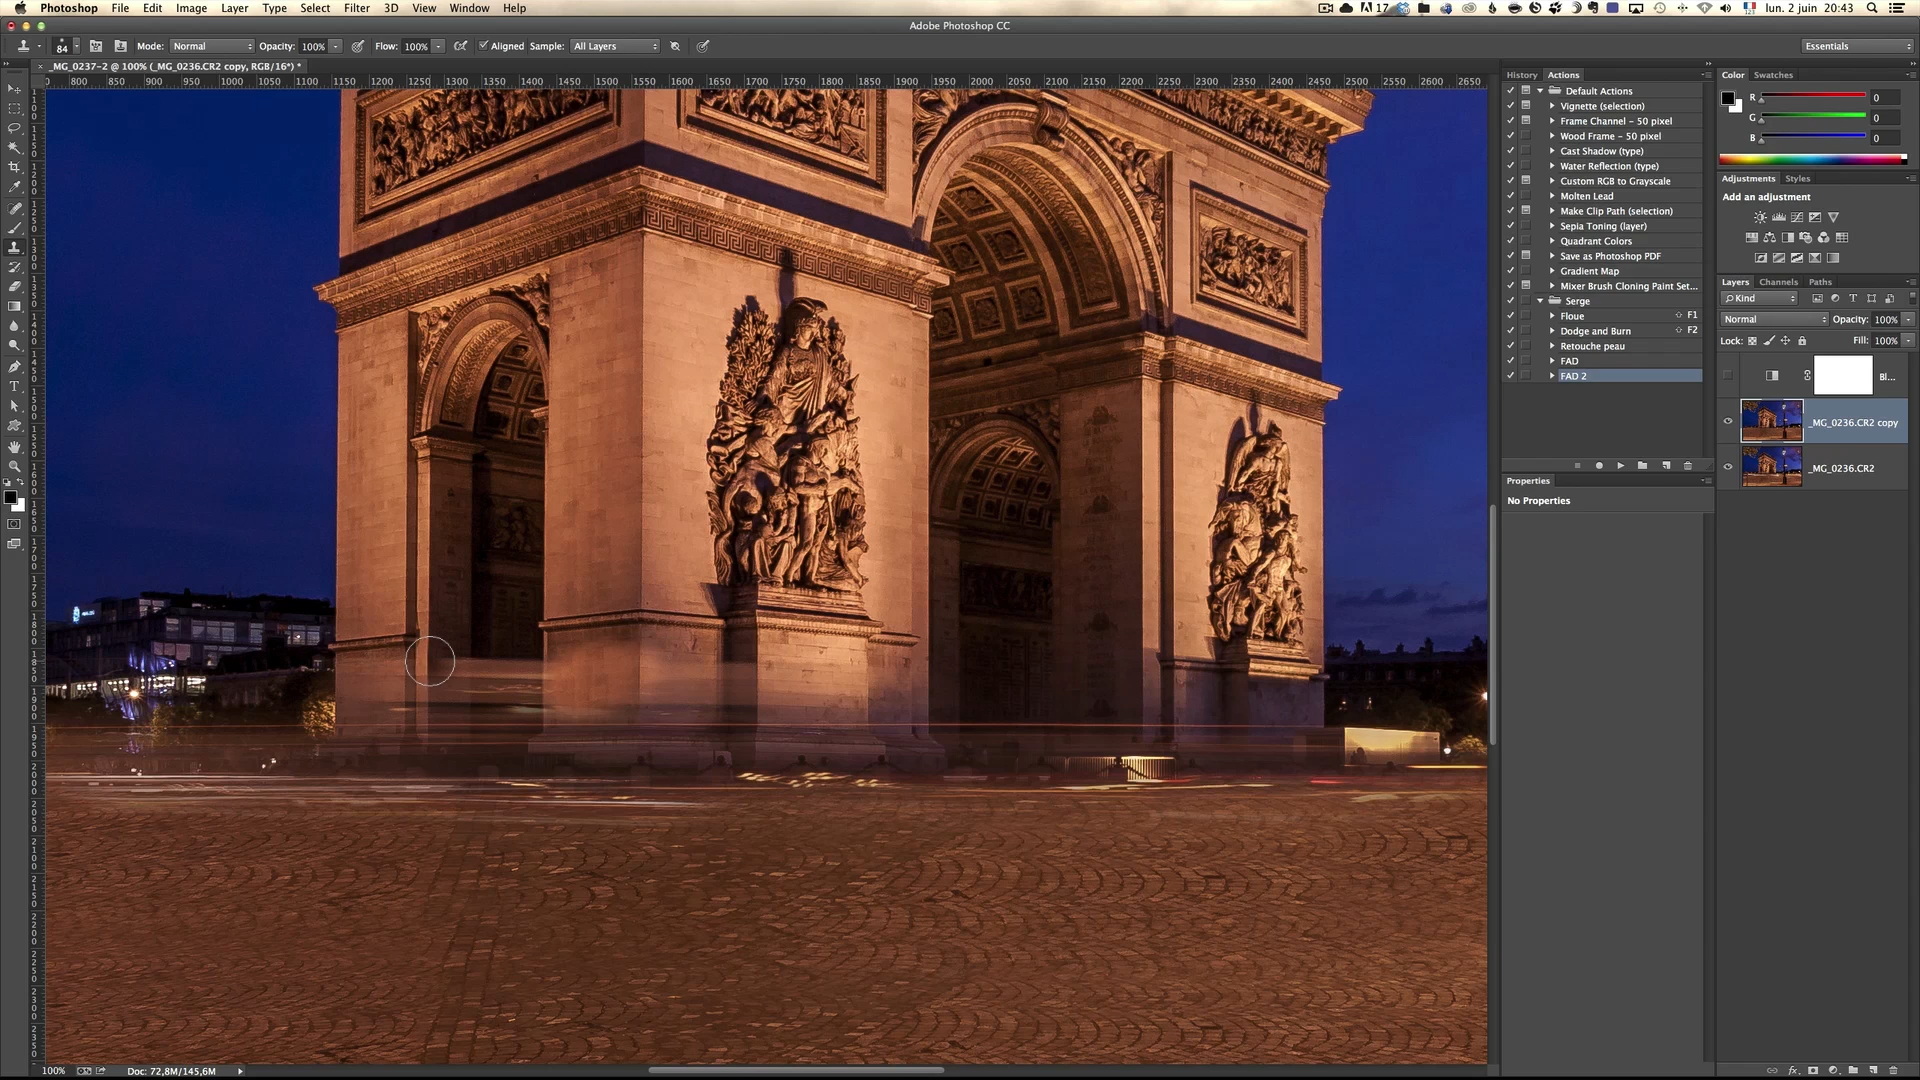 Photoshop File Edit Image Layer Type Select Filter 3D View Window Help 17 lun. 2 juin 20:43
Adobe Photoshop CC
84 Mode: Normal Opacity: 100% Flow: 100% Aligned Sample: All Layers Essentials
_MG_0237-2 @ 100% (_MG_0236.CR2 copy, RGB/16*) *
800 850 900 950 1000 1050 1100 1150 1200 1250 1300 1350 1400 1450 1500 1550 1600 1650 1700 1750 1800 1850 1900 1950 2000 2050 2100 2150 2200 2250 2300 2350 2400 2450 2500 2550 2600 2650
History Actions
Default Actions
Vignette (selection)
Frame Channel - 50 pixel
Wood Frame - 50 pixel
Cast Shadow (type)
Water Reflection (type)
Custom RGB to Grayscale
Molten Lead
Make Clip Path (selection)
Sepia Toning (layer)
Quadrant Colors
Save as Photoshop PDF
Gradient Map
Mixer Brush Cloning Paint Set...
Serge
Floue F1
Dodge and Burn F2
Retouche peau
FAD
FAD 2
Properties
No Properties
Color Swatches
R 0
G 0
B 0
Adjustments Styles
Add an adjustment
Layers Channels Paths
Kind
Normal Opacity: 100%
Lock: Fill: 100%
Bl...
_MG_0236.CR2 copy
_MG_0236.CR2
100% Doc: 72,8M/145,6M